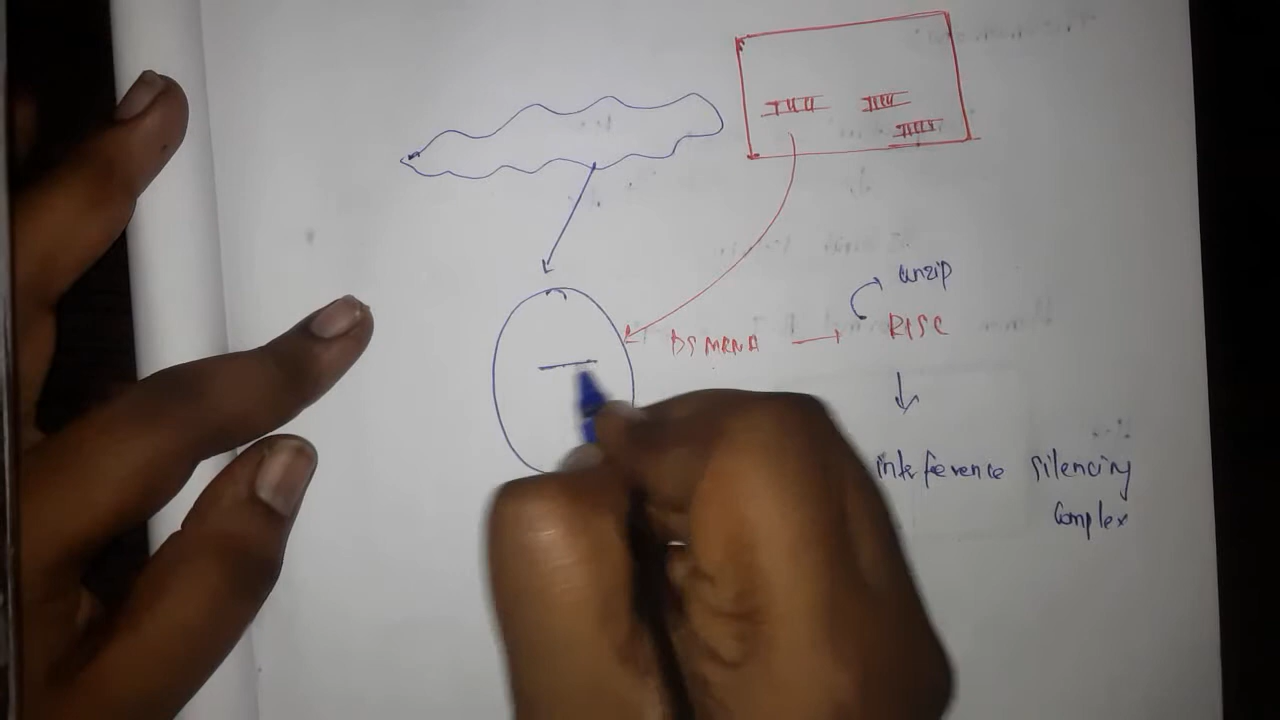 unzip
DS MRNA
RISC
interference silencing
complex